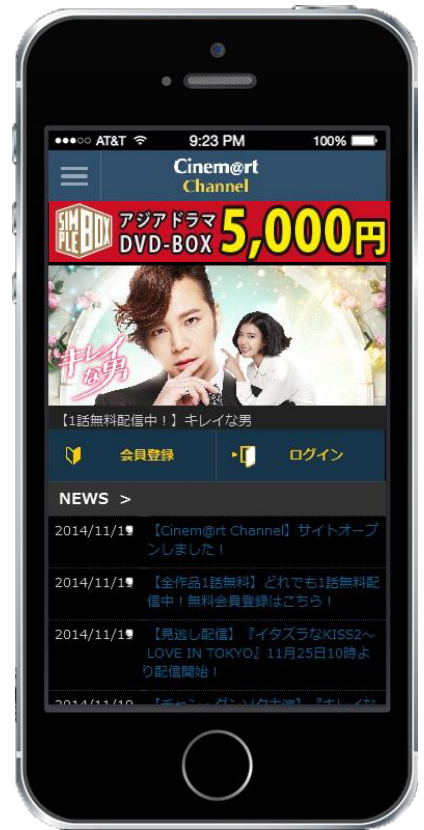 AT&T 9:23 PM 100%
Cinem@rt
Channel
SIMPLE BOX
アジアドラマ
DVD-BOX 5,000円
キレイ
な男
【1話無料配信中!】キレイな男
会員登録 ログイン
NEWS >
2014/11/19 【Cinem@rt Channel】サイトオープ
ンしました!
2014/11/19 【全作品1話無料】どれでも1話無料配
信中!無料会員登録はこちら!
2014/11/19 【見逃し配信】『イタズラなKISS2~
LOVE IN TOKYO』11月25日10時よ
り配信開始!
2014/11/19